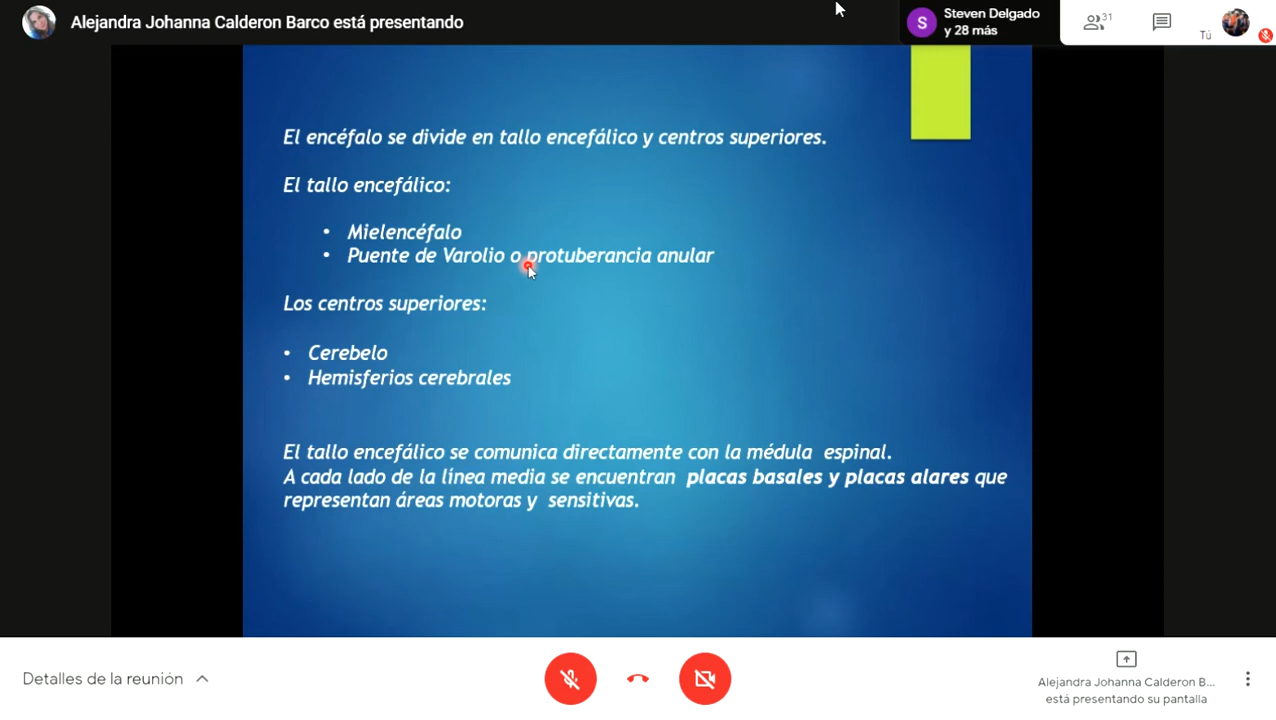 Alejandra Johanna Calderon Barco está presentando
Steven Delgado
y 28 más
S
31
Tú
El encéfalo se divide en tallo encefálico y centros superiores.
El tallo encefálico:
• Mielencéfalo
• Puente de Varolio o protuberancia anular
Los centros superiores:
• Cerebelo
• Hemisferios cerebrales
El tallo encefálico se comunica directamente con la médula espinal.
A cada lado de la línea media se encuentran placas basales y placas alares que
representan áreas motoras y sensitivas.
Detalles de la reunión
Alejandra Johanna Calderon B...
está presentando su pantalla